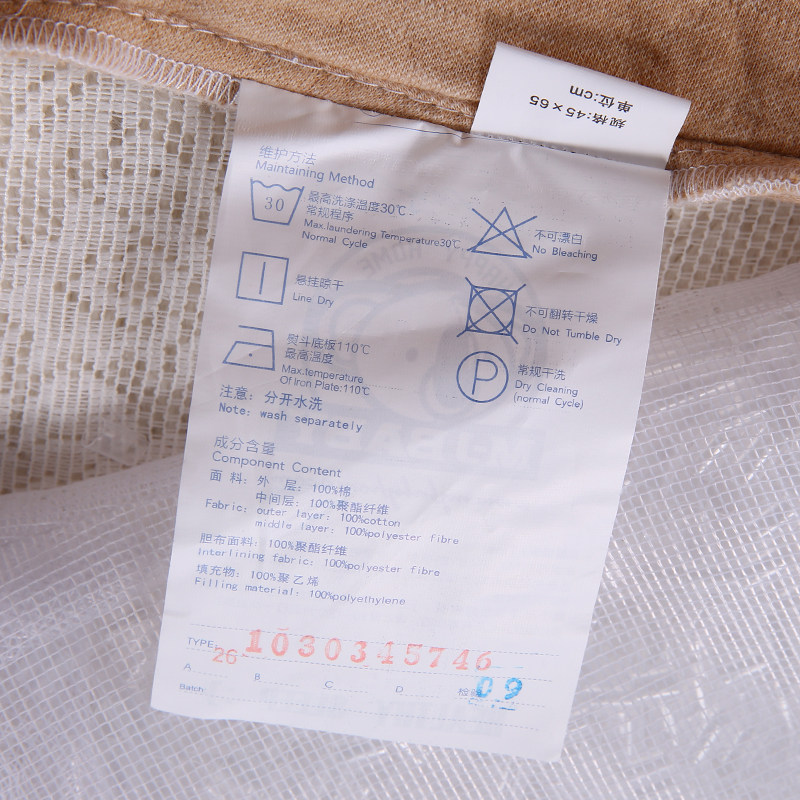 规格:45×65
单位:cm
维护方法
Maintaining Method
30
最高洗涤温度30℃
常规程序
Max.laundering Temperature30℃
Normal Cycle
不可漂白
No Bleaching
悬挂晾干
Line Dry
不可翻转干燥
Do Not Tumble Dry
熨斗底板110℃
最高温度
Max.temperature
Of Iron Plate:110℃
P
常规干洗
Dry Cleaning
(normal Cycle)
注意：分开水洗
Note: wash separately
成分含量
Component Content
面 料：外 层：100%棉
中间层：100%聚酯纤维
Fabric: outer layer: 100%cotton
middle layer: 100%polyester fibre
胆布面料：100%聚酯纤维
Interlining fabric: 100%polyester fibre
填充物：100%聚乙烯
Filling material: 100%polyethylene
TYPE 26 1030345746
A B C D 检 09
Batch: